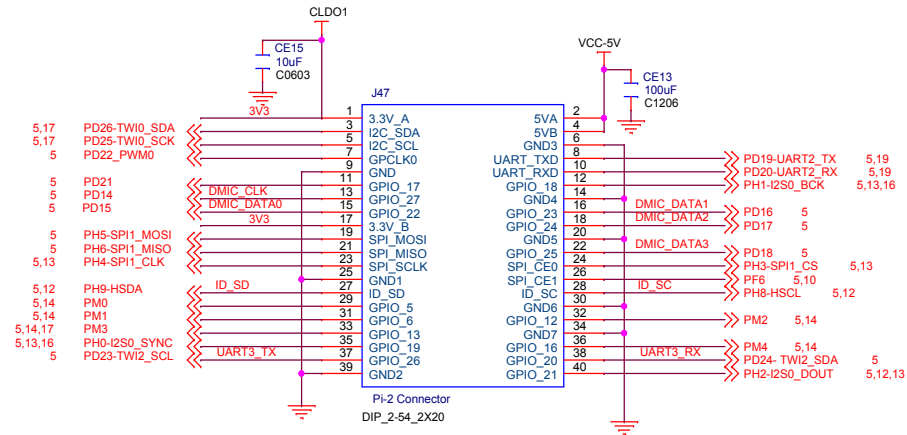 CLDO1
VCC-5V
CE15
10uF
C0603
CE13
100uF
C1206
J47
3V3 1 3.3V_A 5VA 2
5,17 PD26-TWI0_SDA 3 I2C_SDA 5VB 4
5,17 PD25-TWI0_SCK 5 I2C_SCL GND3 6
5 PD22_PWM0 7 GPCLK0 UART_TXD 8 PD19-UART2_TX 5,19
9 GND UART_RXD 10 PD20-UART2_RX 5,19
5 PD21 11 GPIO_17 GPIO_18 12 PH1-I2S0_BCK 5,13,16
5 PD14 DMIC_CLK 13 GPIO_27 GND4 14
5 PD15 DMIC_DATA0 15 GPIO_22 GPIO_23 16 DMIC_DATA1 PD16 5
3V3 17 3.3V_B GPIO_24 18 DMIC_DATA2 PD17 5
5 PH5-SPI1_MOSI 19 SPI_MOSI GND5 20
5 PH6-SPI1_MISO 21 SPI_MISO GPIO_25 22 DMIC_DATA3 PD18 5
5,13 PH4-SPI1_CLK 23 SPI_SCLK SPI_CE0 24 PH3-SPI1_CS 5,13
25 GND1 SPI_CE1 26 PF6 5,10
5,12 PH9-HSDA ID_SD 27 ID_SD ID_SC 28 ID_SC PH8-HSCL 5,12
5,14 PM0 29 GPIO_5 GND6 30
5,14 PM1 31 GPIO_6 GPIO_12 32 PM2 5,14
5,14,17 PM3 33 GPIO_13 GND7 34
5,13,16 PH0-I2S0_SYNC 35 GPIO_19 GPIO_16 36 PM4 5,14
5 PD23-TWI2_SCL UART3_TX 37 GPIO_26 GPIO_20 38 UART3_RX PD24- TWI2_SDA 5
39 GND2 GPIO_21 40 PH2-I2S0_DOUT 5,12,13
Pi-2 Connector
DIP_2-54_2X20